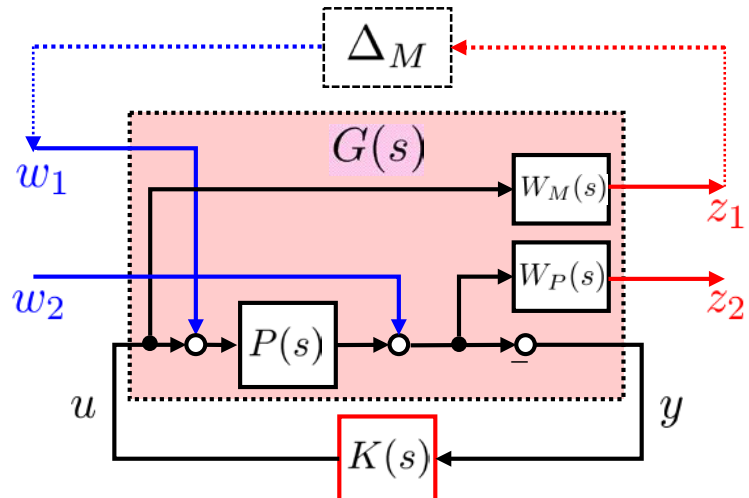 Δ_M
G(s)
w_1
W_M(s)
z_1
w_2
W_P(s)
z_2
P(s)
−
u
y
K(s)